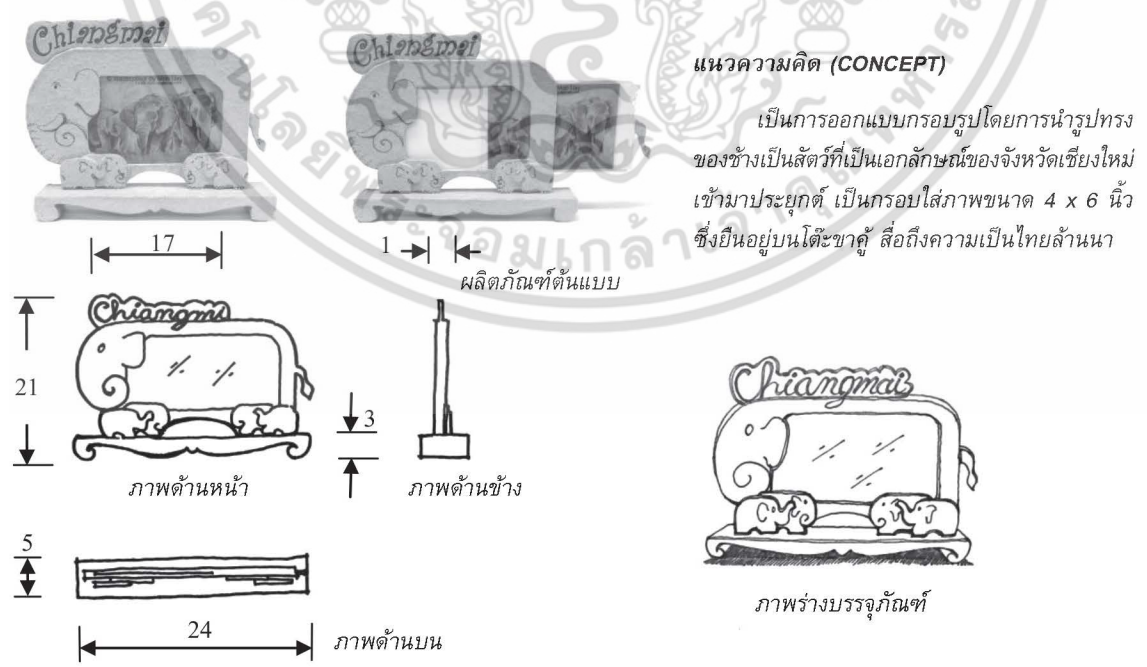 Chiangmai
Chiangmai
แนวความคิด (CONCEPT)
เป็นการออกแบบกรอบรูปโดยการนำรูปทรง
ของช้างเป็นสัตว์ที่เป็นเอกลักษณ์ของจังหวัดเชียงใหม่
เข้ามาประยุกต์ เป็นกรอบใส่ภาพขนาด 4 x 6 นิ้ว
ซึ่งยืนอยู่บนโต๊ะขาคู้ สื่อถึงความเป็นไทยล้านนา
17
1
ผลิตภัณฑ์ต้นแบบ
Chiangmi
21
3
ภาพด้านหน้า
ภาพด้านข้าง
Chiangmai
5
24
ภาพด้านบน
ภาพร่างบรรจุภัณฑ์